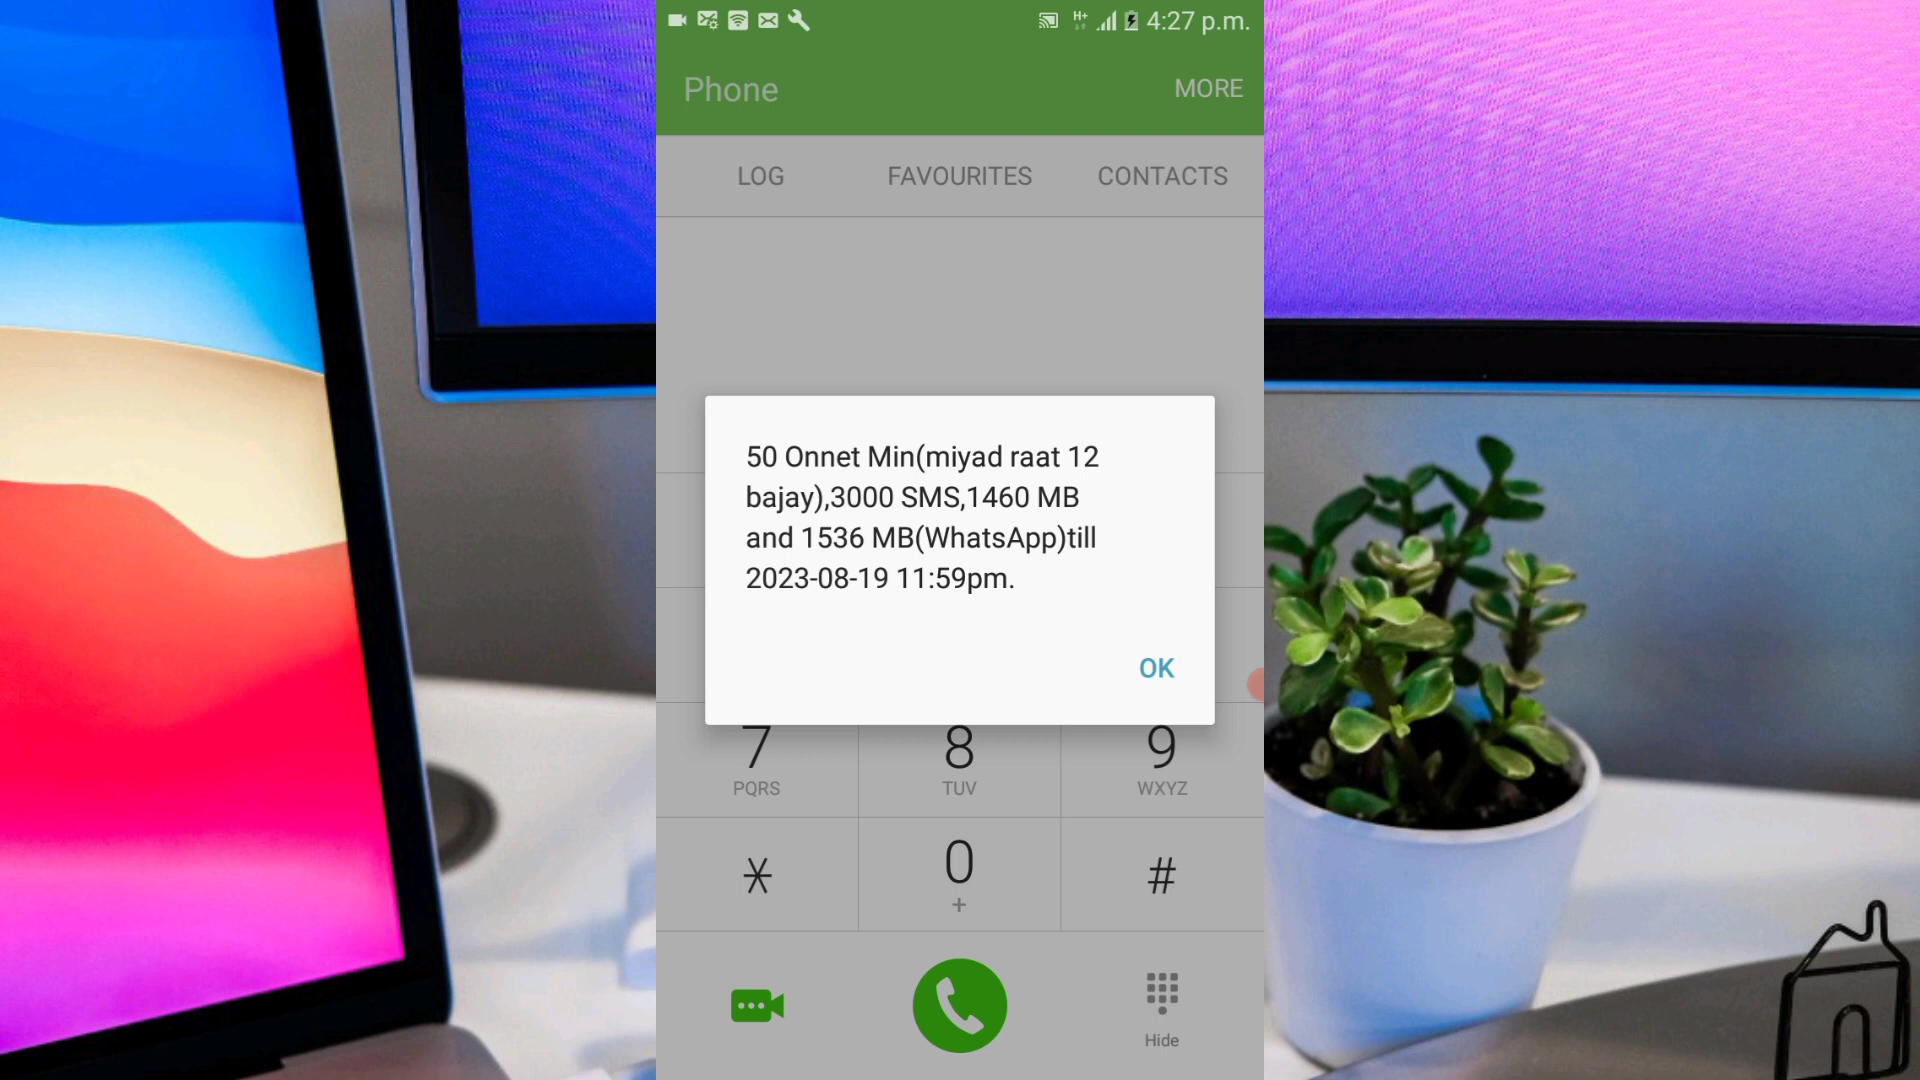 H+ 4:27 p.m.
Phone MORE
LOG FAVOURITES CONTACTS
50 Onnet Min(miyad raat 12
bajay),3000 SMS,1460 MB
and 1536 MB(WhatsApp)till
2023-08-19 11:59pm.
OK
7 8 9
PQRS TUV WXYZ
* 0 #
+
Hide